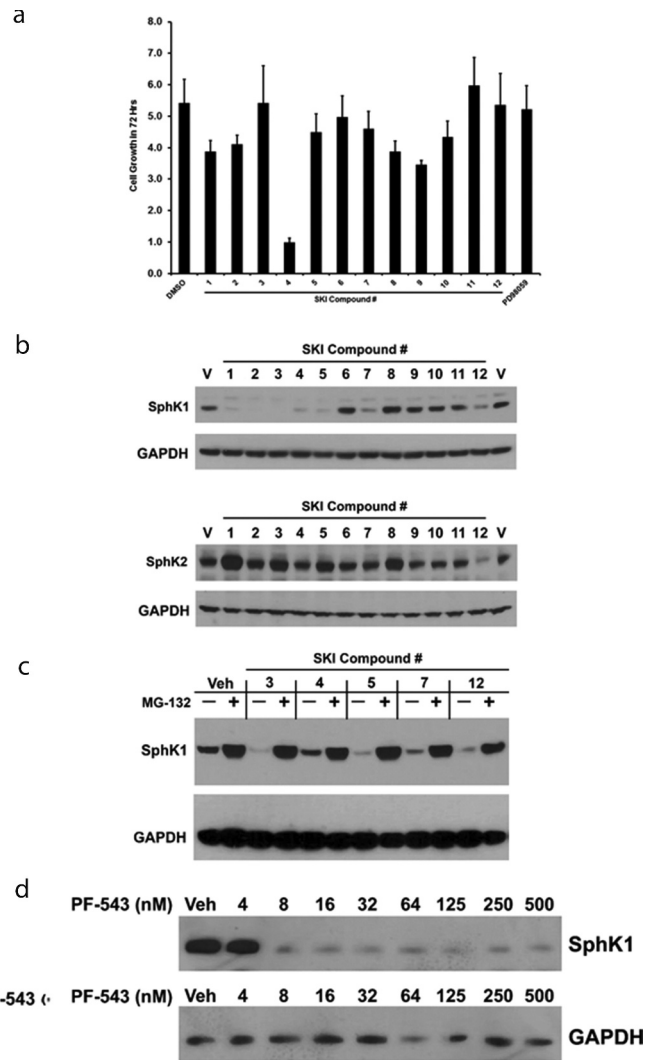 a
8.0
7.0
6.0
5.0
4.0
3.0
2.0
1.0
0.0
Cell Growth in 72 Hrs
DMSO 1 2 3 4 5 6 7 8 9 10 11 12 PD98059
SKI Compound #
b
SKI Compound #
V 1 2 3 4 5 6 7 8 9 10 11 12 V
SphK1
GAPDH
SKI Compound #
V 1 2 3 4 5 6 7 8 9 10 11 12 V
SphK2
GAPDH
c
SKI Compound #
Veh 3 4 5 7 12
MG-132 — + — + — + — + — + — +
SphK1
GAPDH
d
PF-543 (nM) Veh 4 8 16 32 64 125 250 500
SphK1
-543 ( PF-543 (nM) Veh 4 8 16 32 64 125 250 500
GAPDH